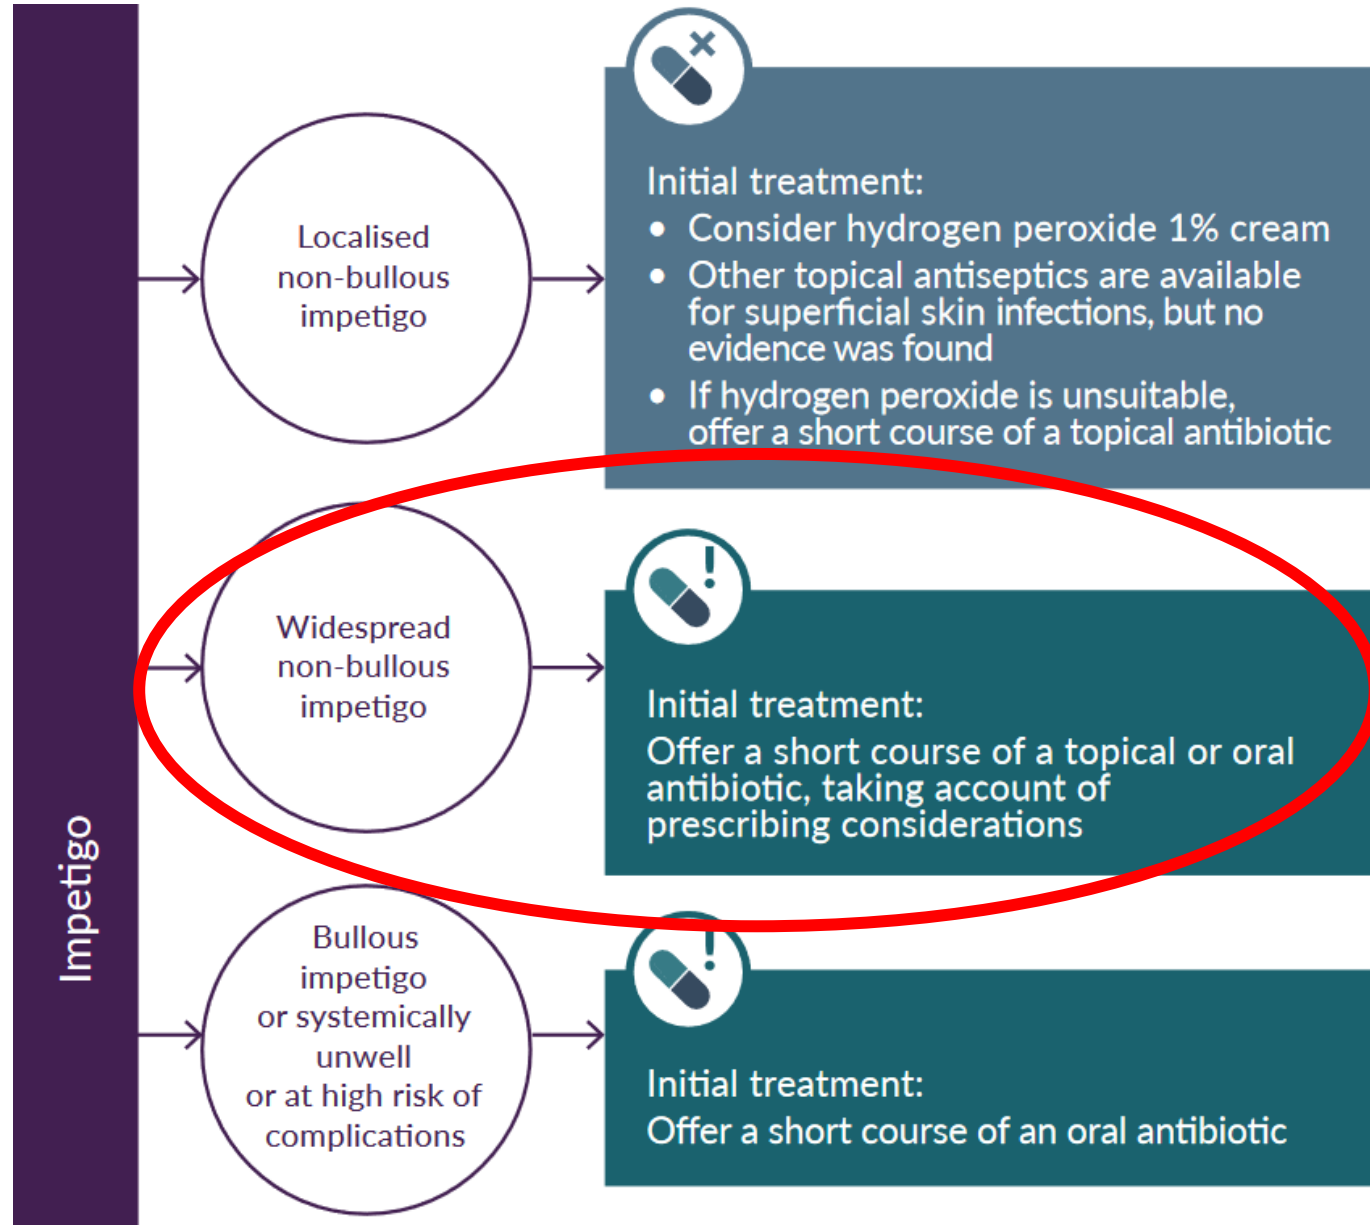 Impetigo
Localised
non-bullous
impetigo
Initial treatment:
• Consider hydrogen peroxide 1% cream
• Other topical antiseptics are available
for superficial skin infections, but no
evidence was found
• If hydrogen peroxide is unsuitable,
offer a short course of a topical antibiotic
Widespread
non-bullous
impetigo
Initial treatment:
Offer a short course of a topical or oral
antibiotic, taking account of
prescribing considerations
Bullous
impetigo
or systemically
unwell
or at high risk of
complications
Initial treatment:
Offer a short course of an oral antibiotic